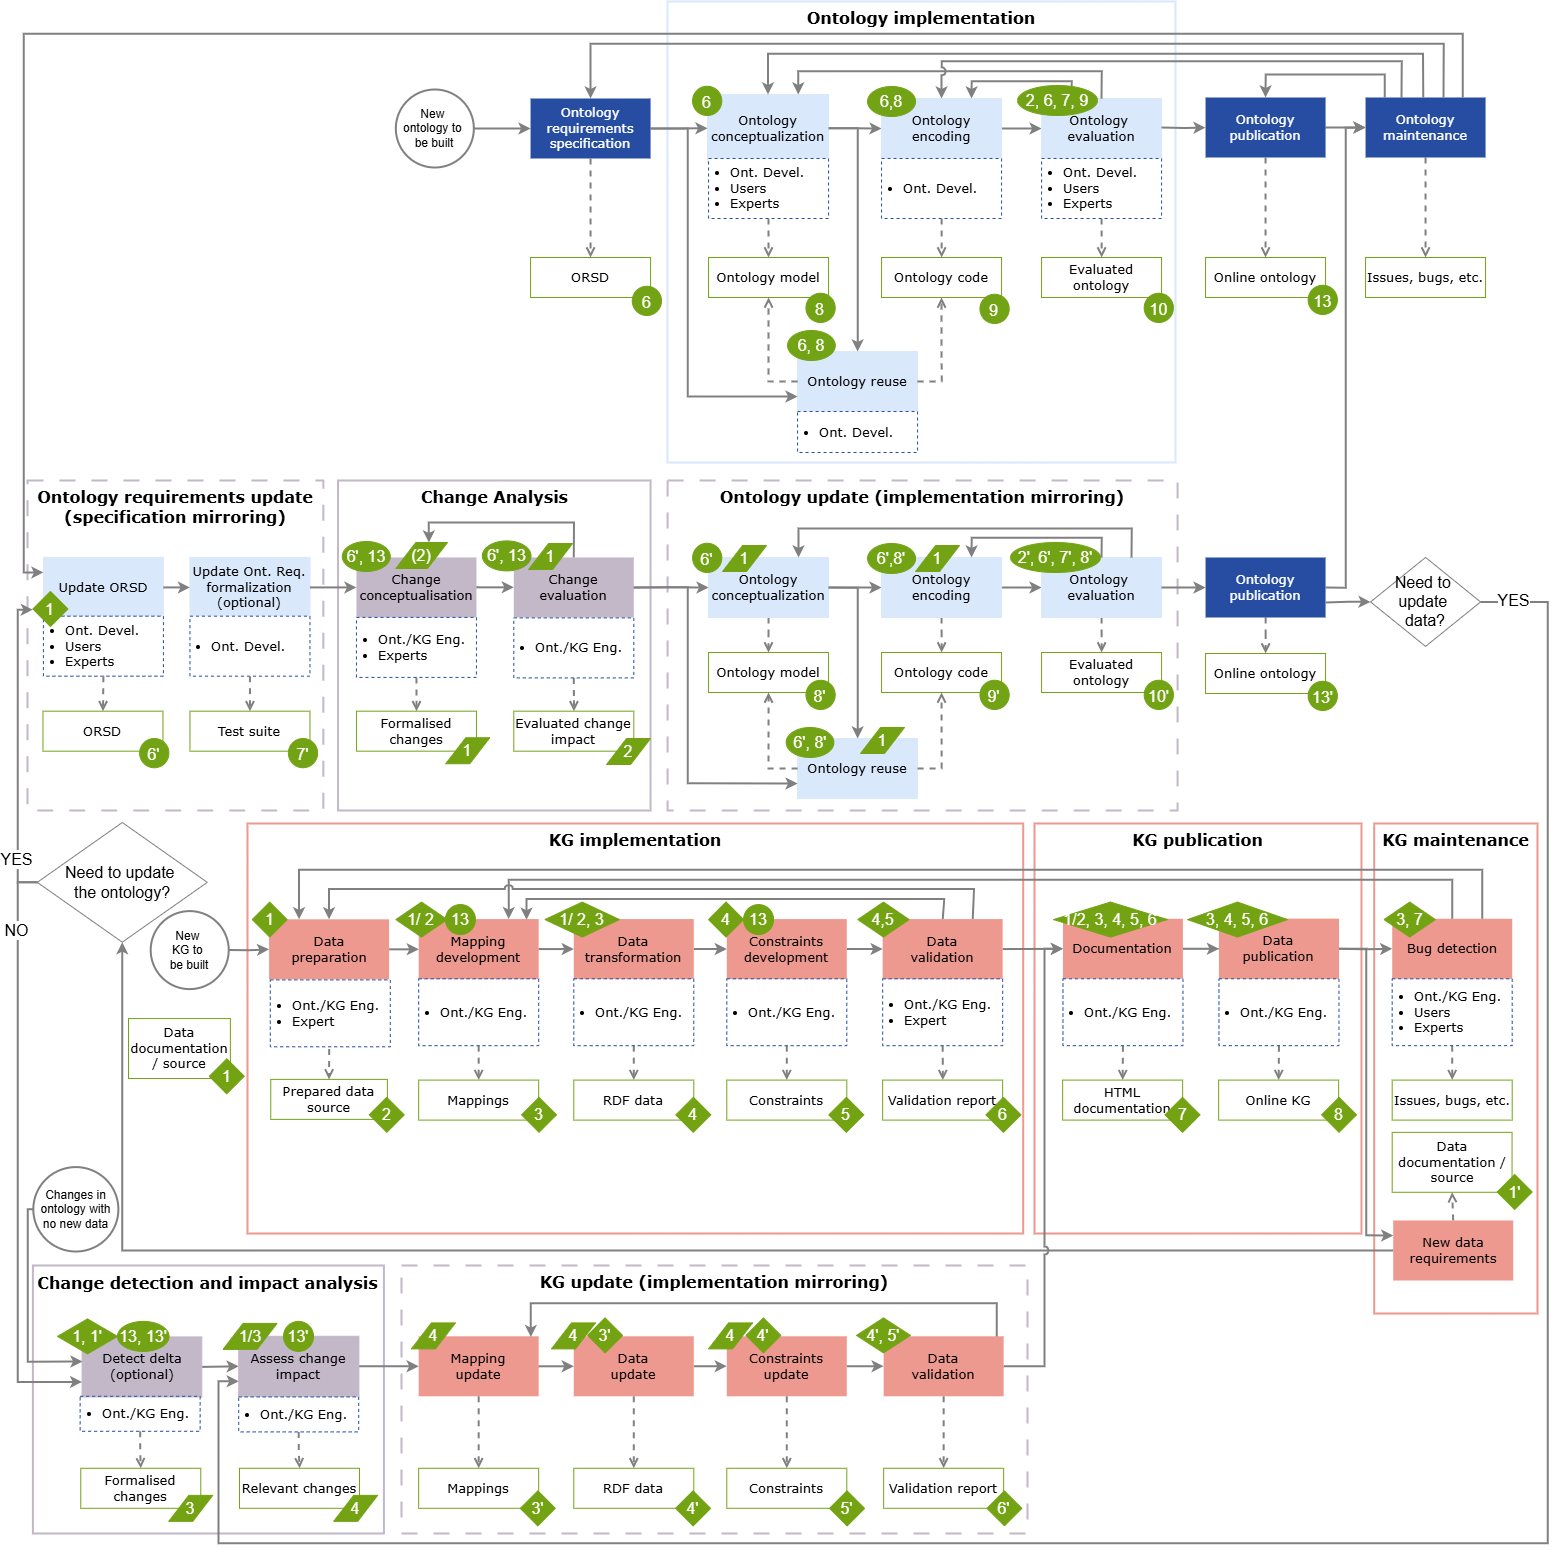 Ontology implementation
New
ontology to
be built
Ontology
requirements
specification
6
Ontology
conceptualization
6,8
Ontology
encoding
2, 6, 7, 9
Ontology
evaluation
Ontology
publication
Ontology
maintenance
• Ont. Devel.
• Users
• Experts
• Ont. Devel.
• Ont. Devel.
• Users
• Experts
ORSD
6
Ontology model
8
Ontology code
9
Evaluated
ontology
10
Online ontology
13
Issues, bugs, etc.
6, 8
Ontology reuse
• Ont. Devel.
Ontology requirements update
(specification mirroring)
Change Analysis
Ontology update (implementation mirroring)
Update ORSD
1
Update Ont. Req.
formalization
(optional)
6', 13
(2)
Change
conceptualisation
6', 13
1
Change
evaluation
6'
1
Ontology
conceptualization
6',8'
1
Ontology
encoding
2', 6', 7', 8'
Ontology
evaluation
Ontology
publication
Need to
update
data?
YES
• Ont. Devel.
• Users
• Experts
• Ont. Devel.
• Ont./KG Eng.
• Experts
• Ont./KG Eng.
ORSD
6'
Test suite
7'
Formalised
changes
1
Evaluated change
impact
2
Ontology model
8'
Ontology code
9'
Evaluated
ontology
10'
Online ontology
13'
6', 8'
1
Ontology reuse
YES
Need to update
the ontology?
NO
KG implementation
KG publication
KG maintenance
New
KG to
be built
1
Data
preparation
1/ 2
13
Mapping
development
1/ 2, 3
Data
transformation
4
13
Constraints
development
4,5
Data
validation
1/2, 3, 4, 5, 6
Documentation
3, 4, 5, 6
Data
publication
3, 7
Bug detection
• Ont./KG Eng.
• Expert
• Ont./KG Eng.
• Ont./KG Eng.
• Ont./KG Eng.
• Ont./KG Eng.
• Expert
• Ont./KG Eng.
• Ont./KG Eng.
• Ont./KG Eng.
• Users
• Experts
Data
documentation
/ source
1
Prepared data
source
2
Mappings
3
RDF data
4
Constraints
5
Validation report
6
HTML
documentation
7
Online KG
8
Issues, bugs, etc.
Data
documentation /
source
1'
New data
requirements
Changes in
ontology with
no new data
Change detection and impact analysis
KG update (implementation mirroring)
1, 1'
13, 13'
Detect delta
(optional)
1/3
13'
Assess change
impact
4
Mapping
update
4
3'
Data
update
4
4'
Constraints
update
4', 5'
Data
validation
• Ont./KG Eng.
• Ont./KG Eng.
Formalised
changes
3
Relevant changes
4
Mappings
3'
RDF data
4'
Constraints
5'
Validation report
6'